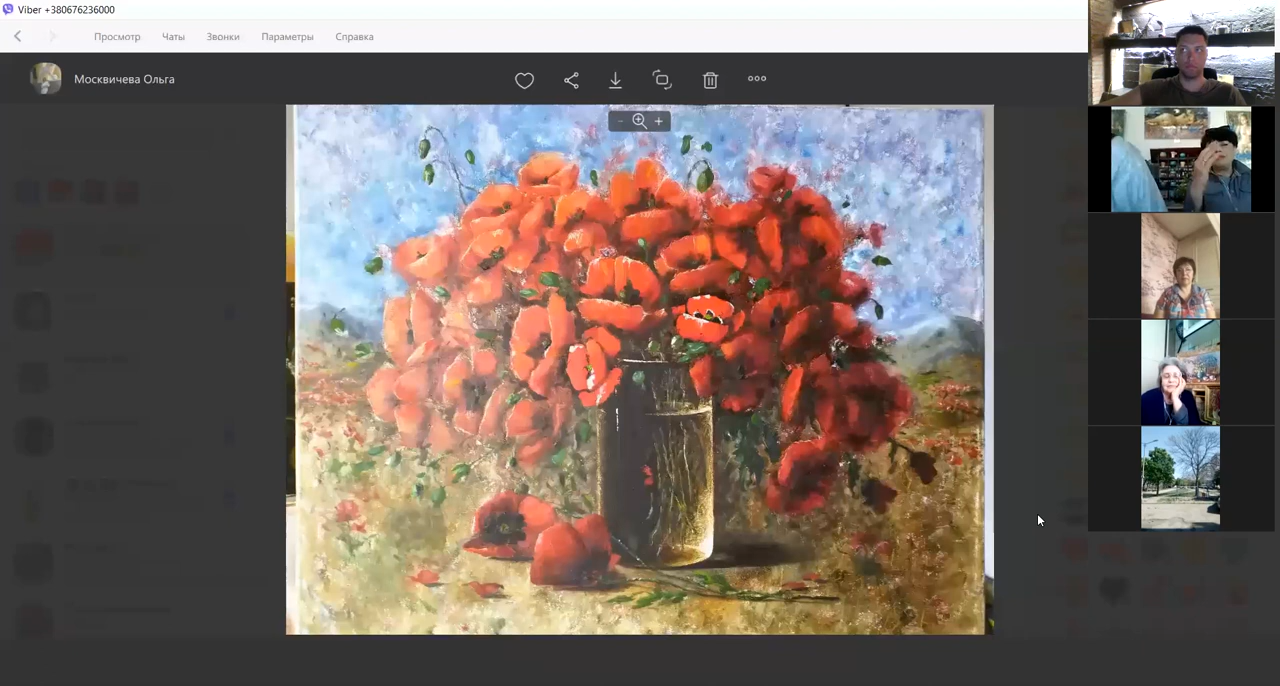 Viber +380676236000
Просмотр Чаты Звонки Параметры Справка
Москвичева Ольга